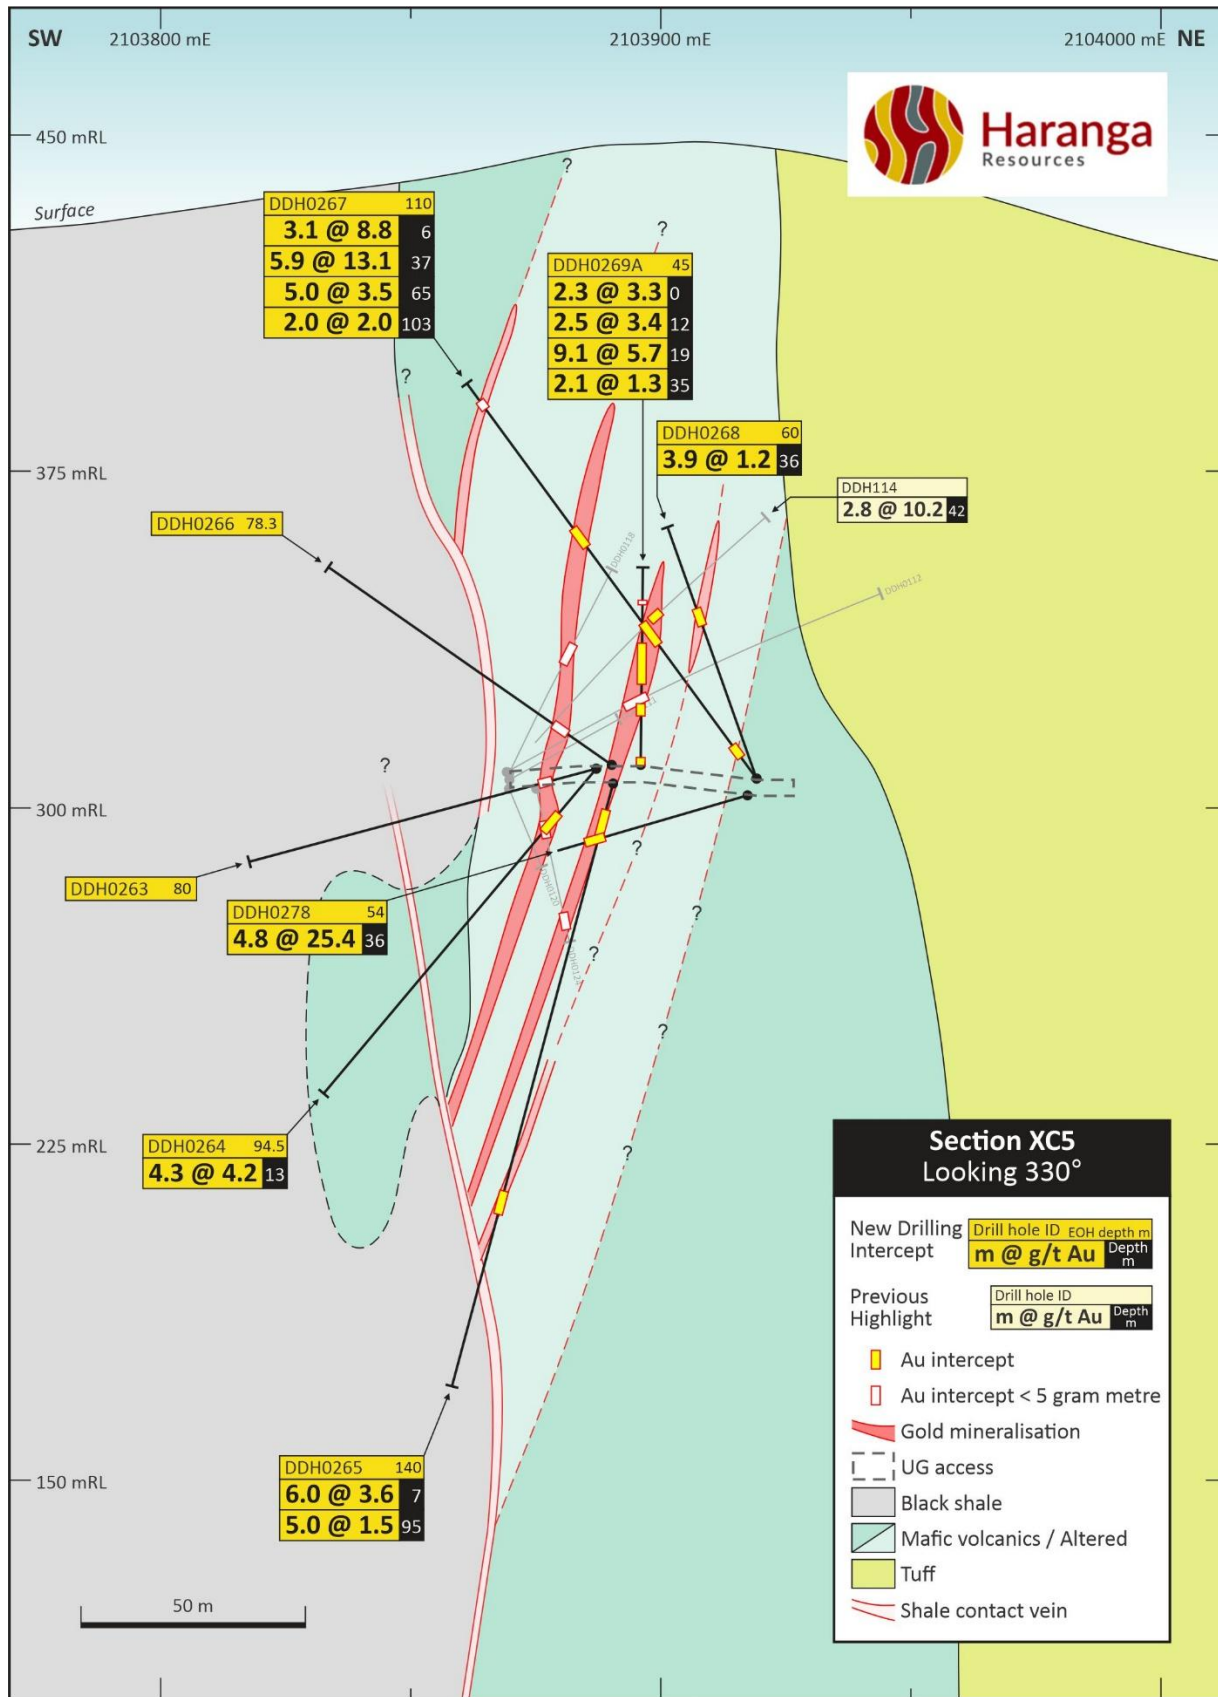 SW
2103800 mE
2103900 mE
2104000 mE NE
Haranga
Resources
450 mRL
Surface
?
DDH0267 110
3.1 @ 8.8 6
5.9 @ 13.1 37
5.0 @ 3.5 65
2.0 @ 2.0 103
?
DDH0269A 45
2.3 @ 3.3 0
2.5 @ 3.4 12
9.1 @ 5.7 19
2.1 @ 1.3 35
?
DDH0268 60
3.9 @ 1.2 36
375 mRL
DDH114
2.8 @ 10.2 42
DDH0266 78.3
DDH0118
DDH0112
?
300 mRL
?
DDH0263 80
DDH0120
DDH0278 54
4.8 @ 25.4 36
?
?
DDH0124
?
225 mRL
DDH0264 94.5
4.3 @ 4.2 13
?
Section XC5
Looking 330°
New Drilling
Intercept
Drill hole ID EOH depth m
m @ g/t Au Depth m
Previous
Highlight
Drill hole ID
m @ g/t Au Depth m
Au intercept
Au intercept < 5 gram metre
Gold mineralisation
UG access
Black shale
Mafic volcanics / Altered
Tuff
Shale contact vein
150 mRL
DDH0265 140
6.0 @ 3.6 7
5.0 @ 1.5 95
50 m